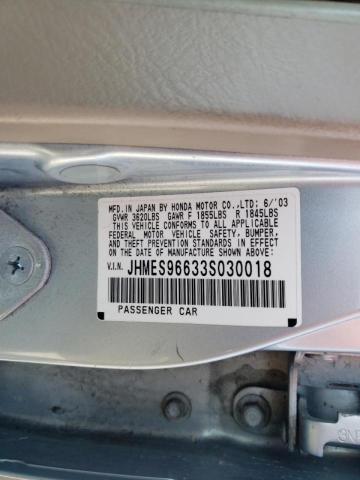 MFD. IN JAPAN BY HONDA MOTOR CO.,LTD: 6/'03
GVWR 3620LBS GAWR F 1855LBS R 1845LBS
THIS VEHICLE CONFORMS TO ALL APPLICABLE
FEDERAL MOTOR VEHICLE SAFETY, BUMPER,
AND THEFT PREVENTION STANDARDS IN EFFECT
ON THE DATE OF MANUFACTURE SHOWN ABOVE.
V.I.N. JHMES96633S030018
PASSENGER CAR